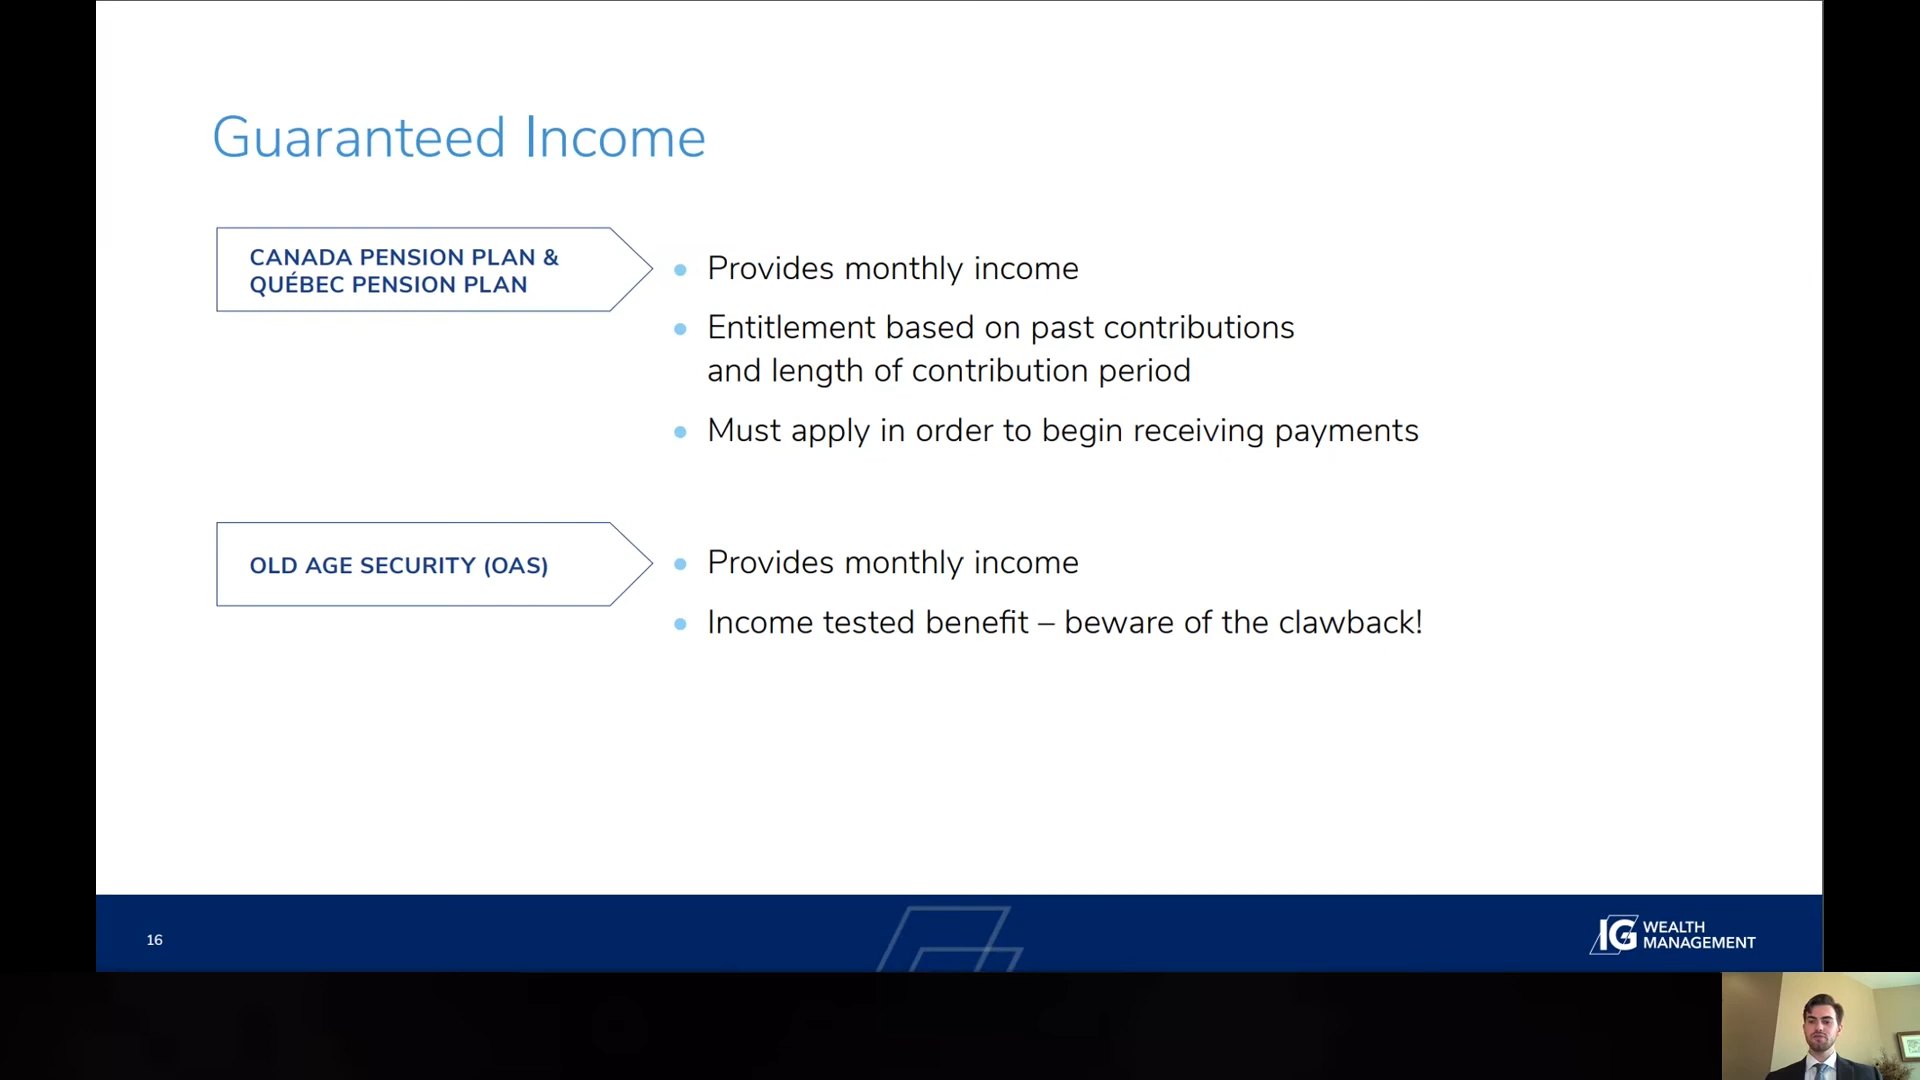 Guaranteed Income
CANADA PENSION PLAN &
QUÉBEC PENSION PLAN
• Provides monthly income
• Entitlement based on past contributions
and length of contribution period
• Must apply in order to begin receiving payments
OLD AGE SECURITY (OAS)
• Provides monthly income
• Income tested benefit – beware of the clawback!
16
IG WEALTH
MANAGEMENT